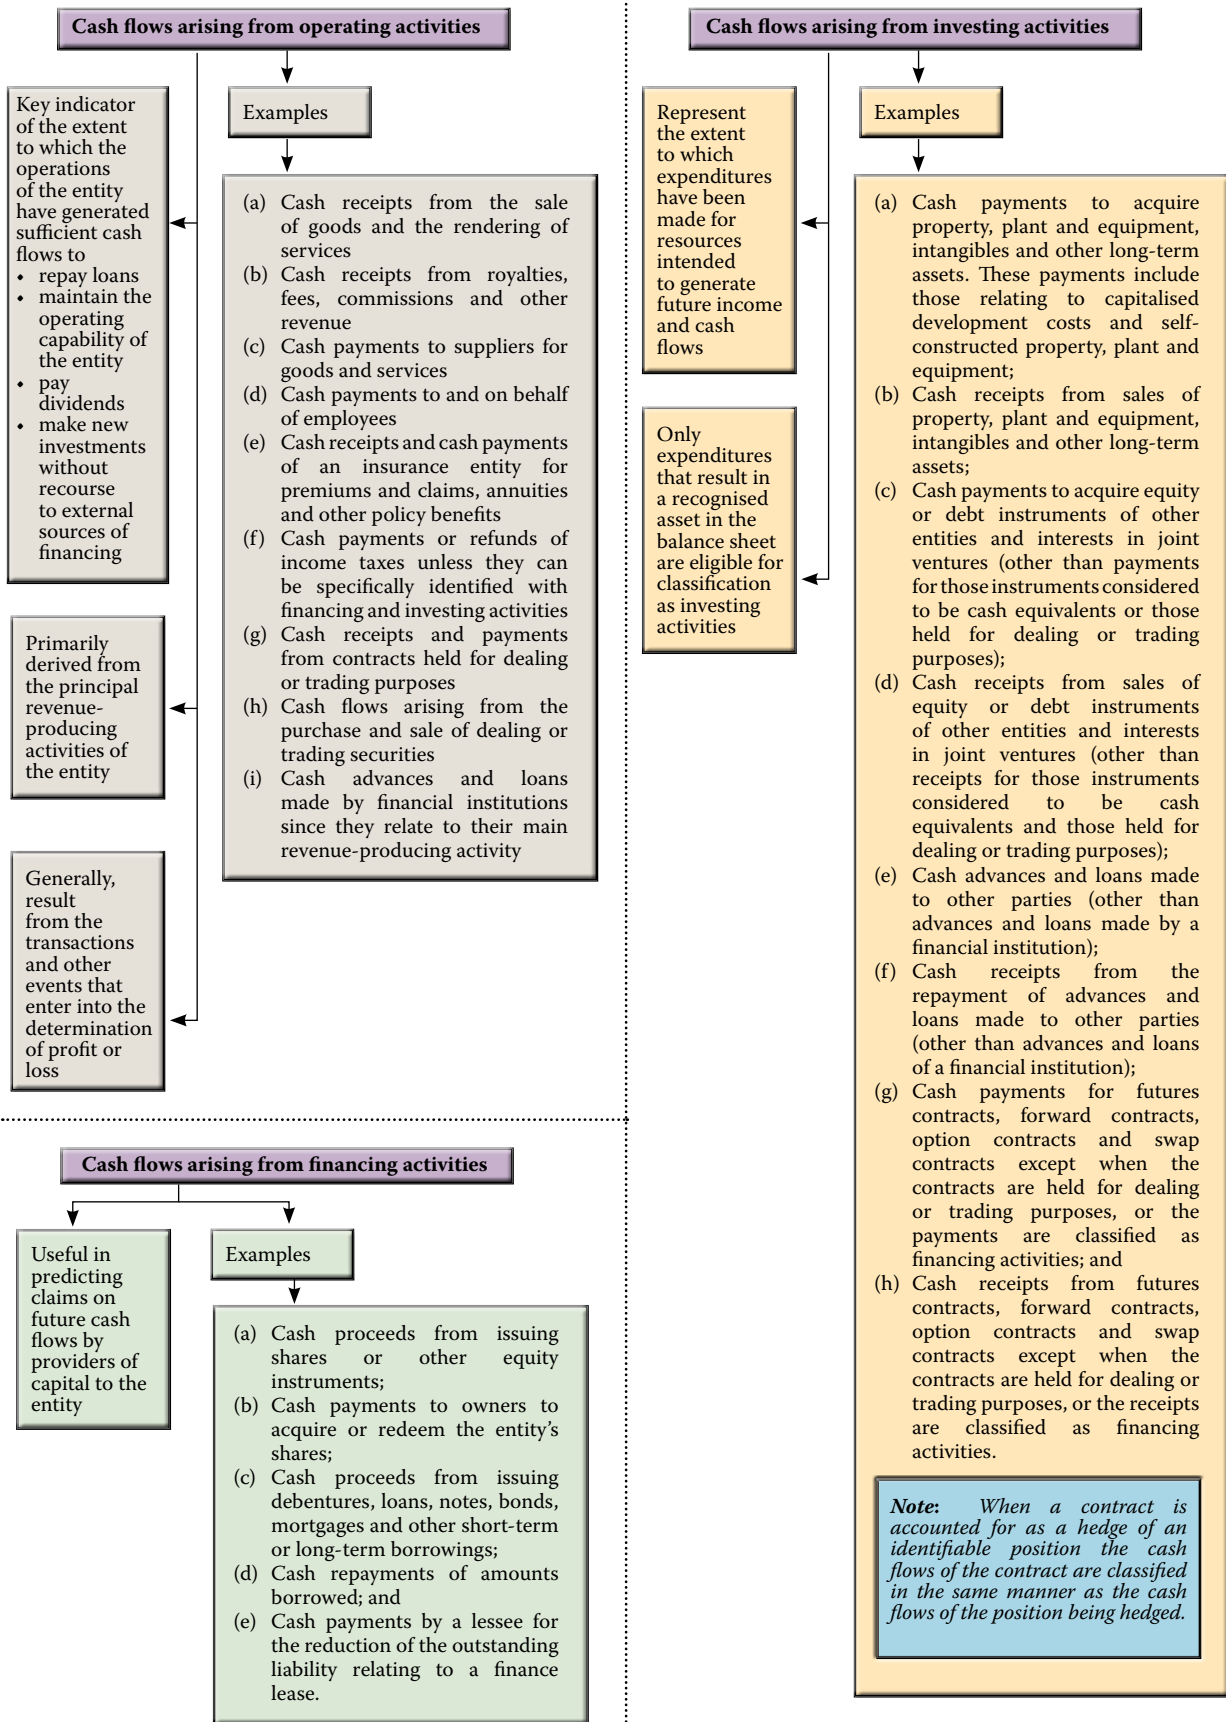 Cash flows arising from operating activities
Key indicator
of the extent
to which the
operations
of the entity
have generated
sufficient cash
flows to
• repay loans
• maintain the
operating
capability of
the entity
• pay
dividends
• make new
investments
without
recourse
to external
sources of
financing
Primarily
derived from
the principal
revenue-
producing
activities of
the entity
Generally,
result
from the
transactions
and other
events that
enter into the
determination
of profit or
loss
Examples
(a) Cash receipts from the sale
of goods and the rendering of
services
(b) Cash receipts from royalties,
fees, commissions and other
revenue
(c) Cash payments to suppliers for
goods and services
(d) Cash payments to and on behalf
of employees
(e) Cash receipts and cash payments
of an insurance entity for
premiums and claims, annuities
and other policy benefits
(f) Cash payments or refunds of
income taxes unless they can
be specifically identified with
financing and investing activities
(g) Cash receipts and payments
from contracts held for dealing
or trading purposes
(h) Cash flows arising from the
purchase and sale of dealing or
trading securities
(i) Cash advances and loans
made by financial institutions
since they relate to their main
revenue-producing activity
Cash flows arising from investing activities
Represent
the extent
to which
expenditures
have been
made for
resources
intended
to generate
future income
and cash
flows
Only
expenditures
that result in
a recognised
asset in the
balance sheet
are eligible for
classification
as investing
activities
Examples
(a) Cash payments to acquire
property, plant and equipment,
intangibles and other long-term
assets. These payments include
those relating to capitalised
development costs and self-
constructed property, plant and
equipment;
(b) Cash receipts from sales of
property, plant and equipment,
intangibles and other long-term
assets;
(c) Cash payments to acquire equity
or debt instruments of other
entities and interests in joint
ventures (other than payments
for those instruments considered
to be cash equivalents or those
held for dealing or trading
purposes);
(d) Cash receipts from sales of
equity or debt instruments
of other entities and interests
in joint ventures (other than
receipts for those instruments
considered to be cash
equivalents and those held for
dealing or trading purposes);
(e) Cash advances and loans made
to other parties (other than
advances and loans made by a
financial institution);
(f) Cash receipts from the
repayment of advances and
loans made to other parties
(other than advances and loans
of a financial institution);
(g) Cash payments for futures
contracts, forward contracts,
option contracts and swap
contracts except when the
contracts are held for dealing
or trading purposes, or the
payments are classified as
financing activities; and
(h) Cash receipts from futures
contracts, forward contracts,
option contracts and swap
contracts except when the
contracts are held for dealing or
trading purposes, or the receipts
are classified as financing
activities.
Note: When a contract is
accounted for as a hedge of an
identifiable position the cash
flows of the contract are classified
in the same manner as the cash
flows of the position being hedged.
Cash flows arising from financing activities
Useful in
predicting
claims on
future cash
flows by
providers of
capital to the
entity
Examples
(a) Cash proceeds from issuing
shares or other equity
instruments;
(b) Cash payments to owners to
acquire or redeem the entity's
shares;
(c) Cash proceeds from issuing
debentures, loans, notes, bonds,
mortgages and other short-term
or long-term borrowings;
(d) Cash repayments of amounts
borrowed; and
(e) Cash payments by a lessee for
the reduction of the outstanding
liability relating to a finance
lease.